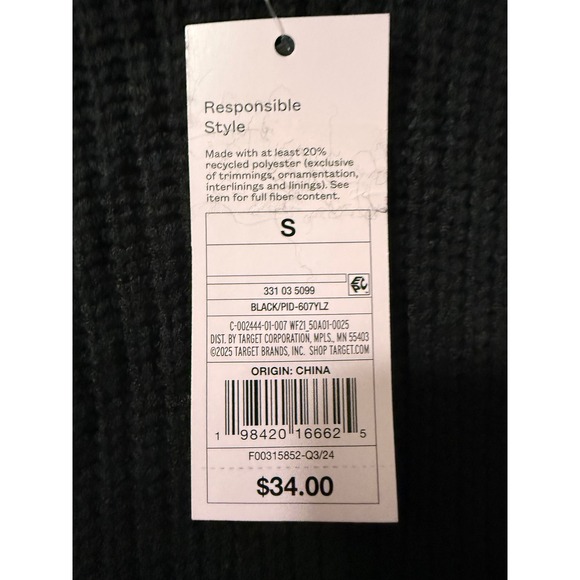 Responsible
Style
Made with at least 20%
recycled polyester (exclusive
of trimmings, ornamentation,
interlinings and linings). See
item for full fiber content.
S
331 03 5099
BLACK/PID-607YLZ
C-002444-01-007 WF21_50A01-0025
DIST. BY TARGET CORPORATION, MPLS., MN 55403
©2025 TARGET BRANDS, INC. SHOP TARGET.COM
ORIGIN: CHINA
1 98420 16662 5
F00315852-Q3/24
$34.00